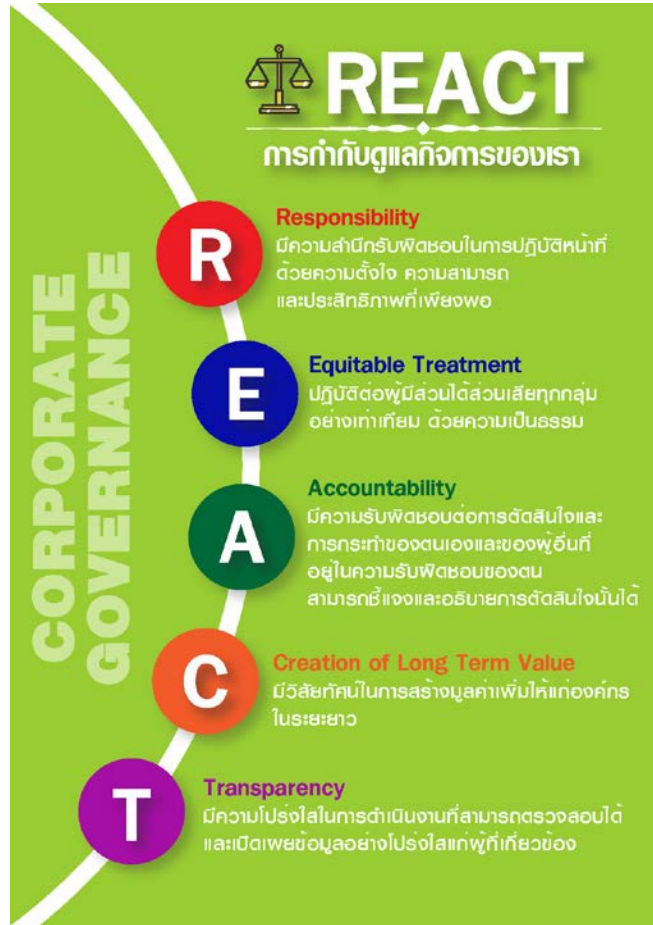 REACT
การกำกับดูแลกิจการของเรา
CORPORATE
GOVERNANCE
R
Responsibility
มีความสำนึกรับผิดชอบในการปฏิบัติหน้าที่
ด้วยความตั้งใจ ความสามารถ
และประสิทธิภาพที่เพียงพอ
E
Equitable Treatment
ปฏิบัติต่อผู้มีส่วนได้ส่วนเสียทุกกลุ่ม
อย่างเท่าเทียม ด้วยความเป็นธรรม
A
Accountability
มีความรับผิดชอบต่อการตัดสินใจและ
การกระทำของตนเองและของผู้อื่นที่
อยู่ในความรับผิดชอบของตน
สามารถชี้แจงและอธิบายการตัดสินใจนั้นได้
C
Creation of Long Term Value
มีวิสัยทัศน์ในการสร้างมูลค่าเพิ่มให้แก่องค์กร
ในระยะยาว
T
Transparency
มีความโปร่งใสในการดำเนินงานที่สามารถตรวจสอบได้
และเปิดเผยข้อมูลอย่างโปร่งใสแก่ผู้ที่เกี่ยวข้อง